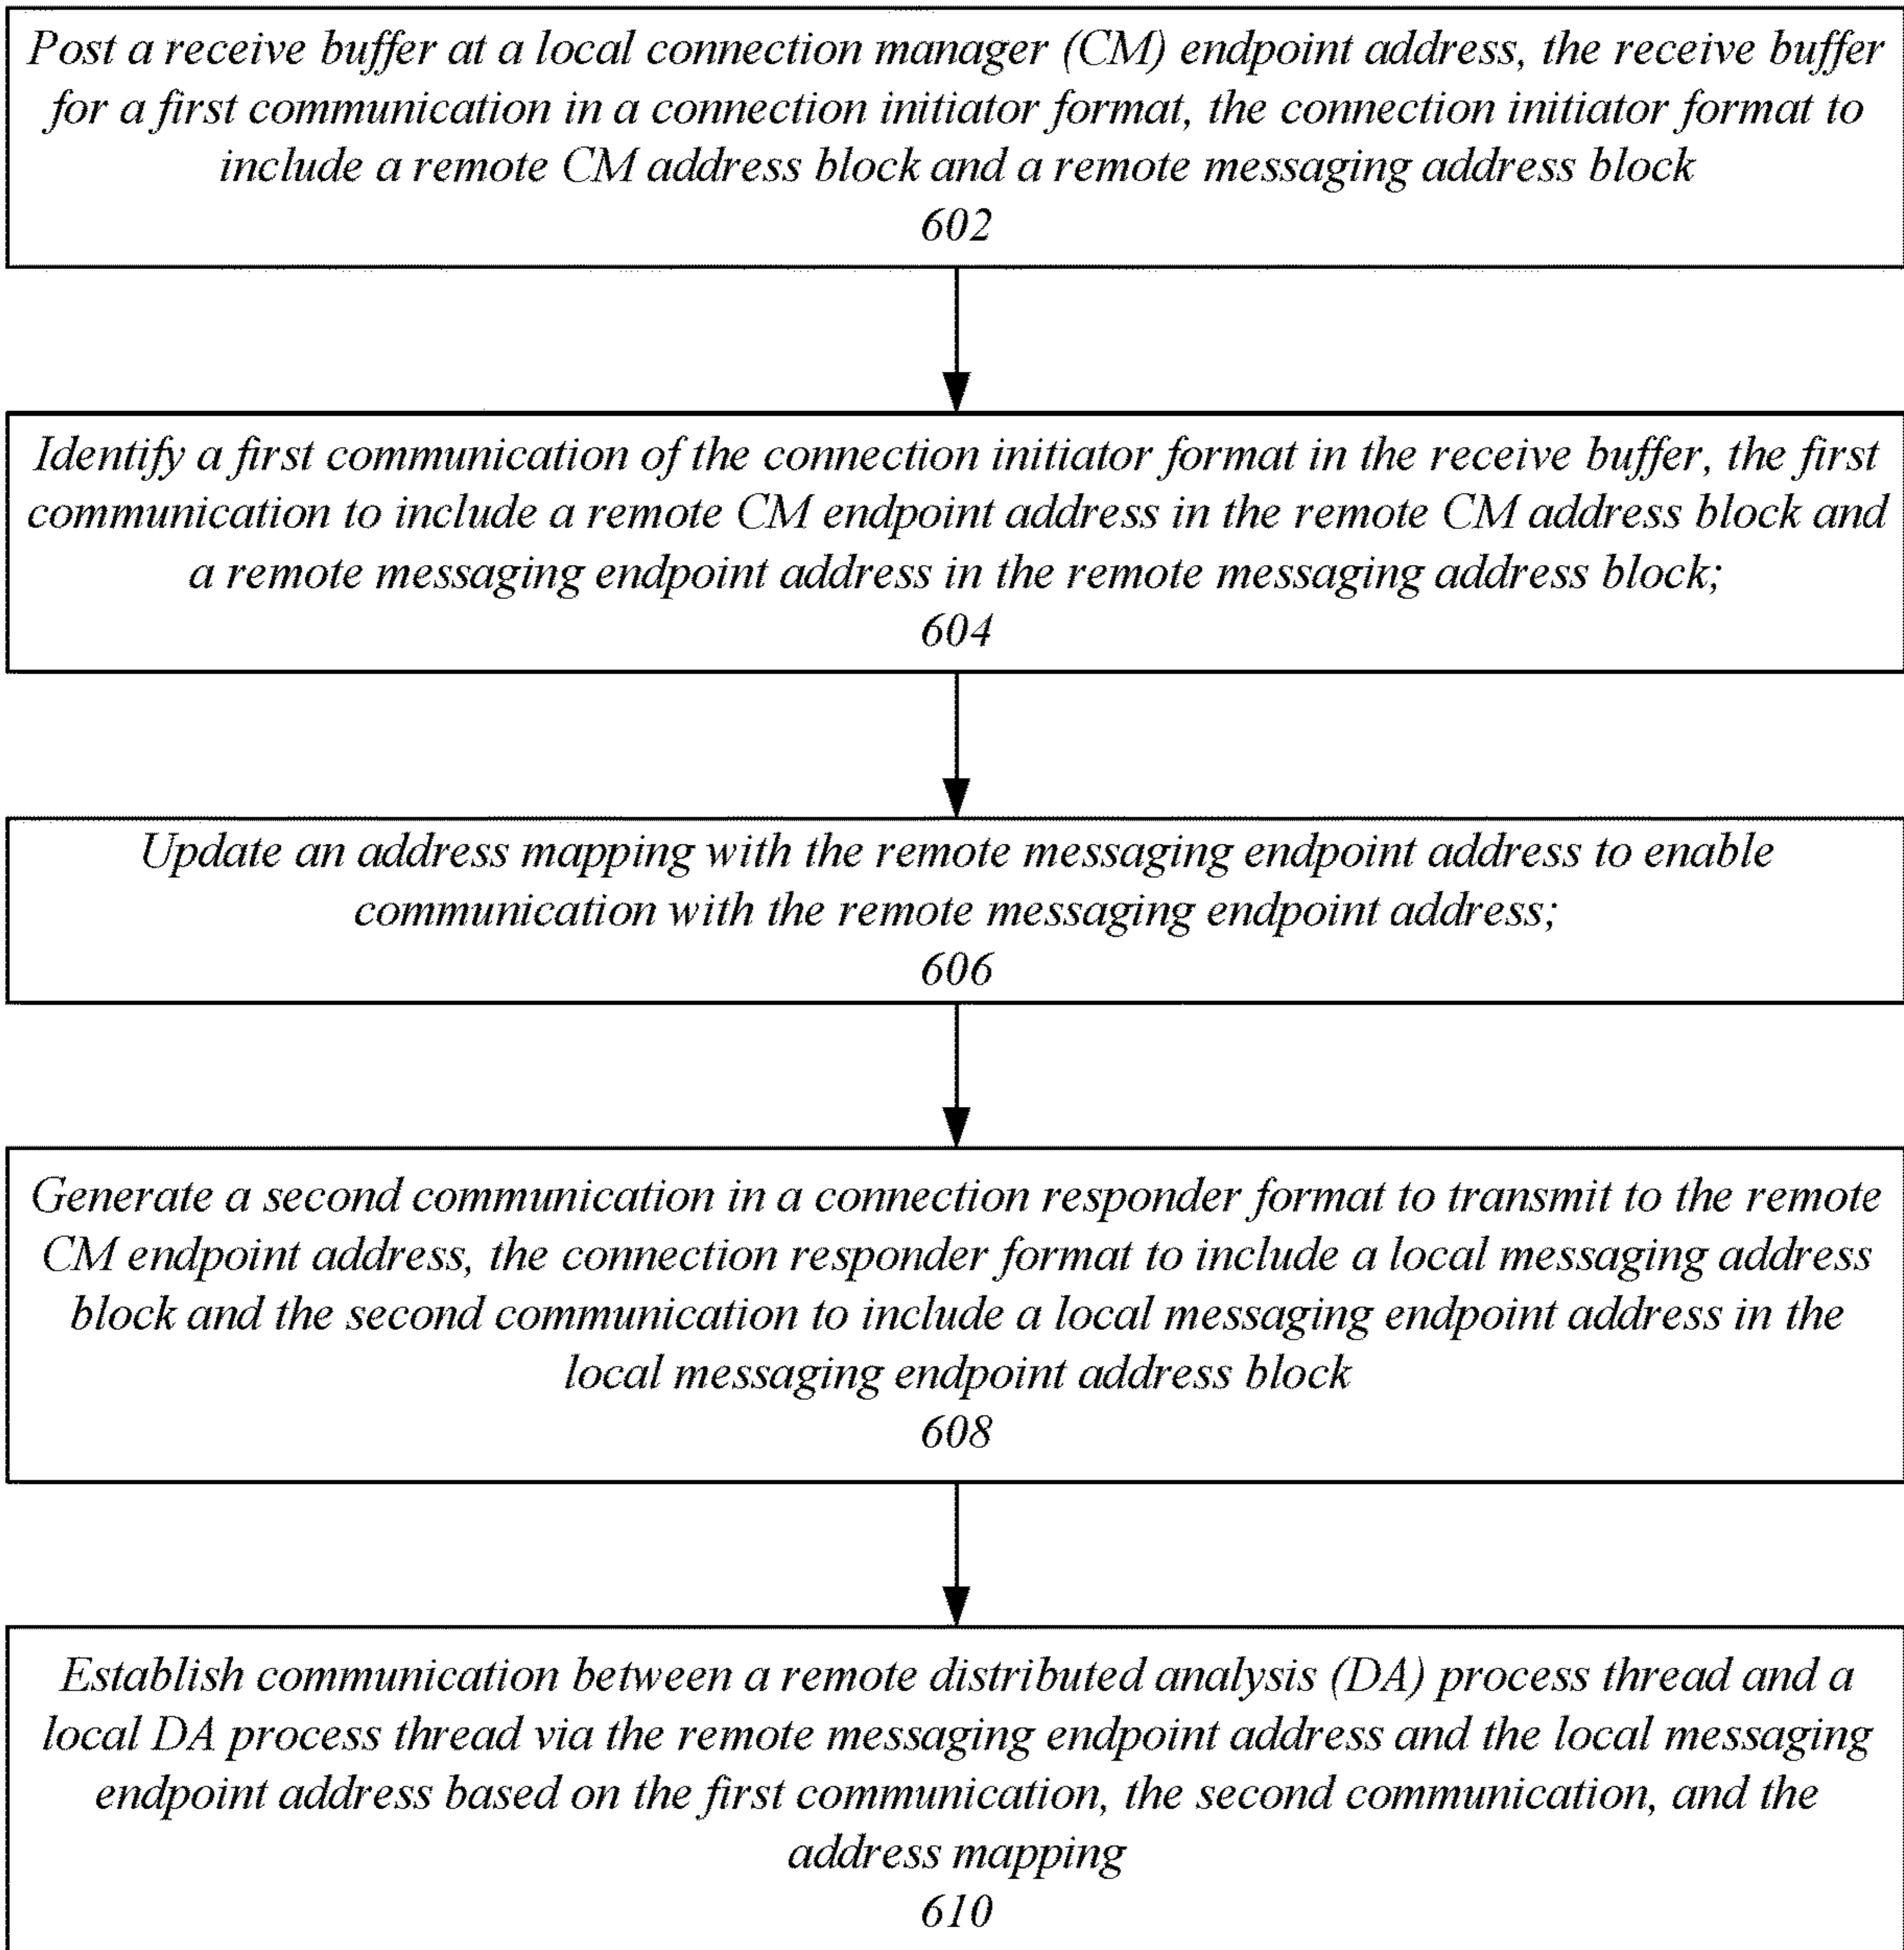 Post a receive buffer at a local connection manager (CM) endpoint address, the receive buffer
for a first communication in a connection initiator format, the connection initiator format to
include a remote CM address block and a remote messaging address block
602
Identify a first communication of the connection initiator format in the receive buffer, the first
communication to include a remote CM endpoint address in the remote CM address block and
a remote messaging endpoint address in the remote messaging address block;
604
Update an address mapping with the remote messaging endpoint address to enable
communication with the remote messaging endpoint address;
606
Generate a second communication in a connection responder format to transmit to the remote
CM endpoint address, the connection responder format to include a local messaging address
block and the second communication to include a local messaging endpoint address in the
local messaging endpoint address block
608
Establish communication between a remote distributed analysis (DA) process thread and a
local DA process thread via the remote messaging endpoint address and the local messaging
endpoint address based on the first communication, the second communication, and the
address mapping
610